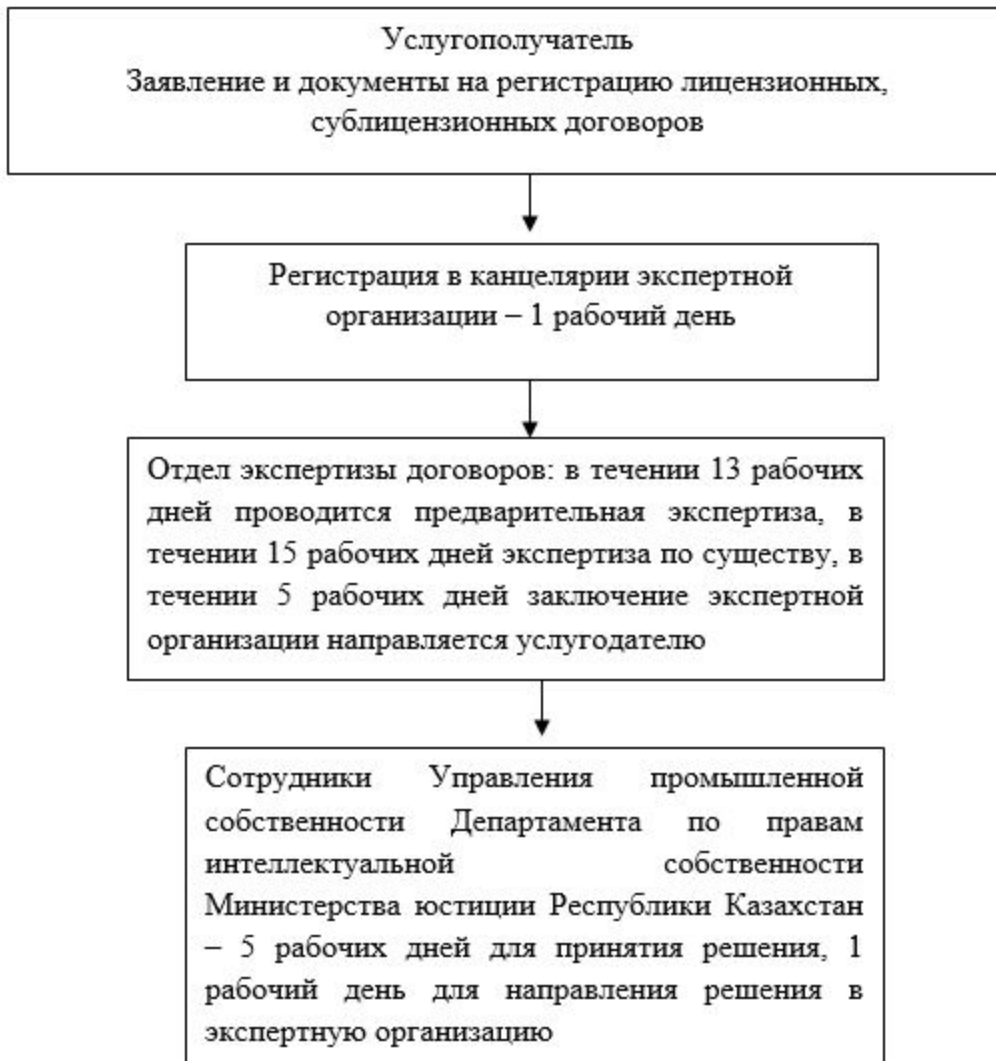 Услугополучатель
Заявление и документы на регистрацию лицензионных,
сублицензионных договоров
Регистрация в канцелярии экспертной
организации – 1 рабочий день
Отдел экспертизы договоров: в течении 13 рабочих
дней проводится предварительная экспертиза, в
течении 15 рабочих дней экспертиза по существу, в
течении 5 рабочих дней заключение экспертной
организации направляется услугодателю
Сотрудники Управления промышленной
собственности Департамента по правам
интеллектуальной собственности
Министерства юстиции Республики Казахстан
– 5 рабочих дней для принятия решения, 1
рабочий день для направления решения в
экспертную организацию